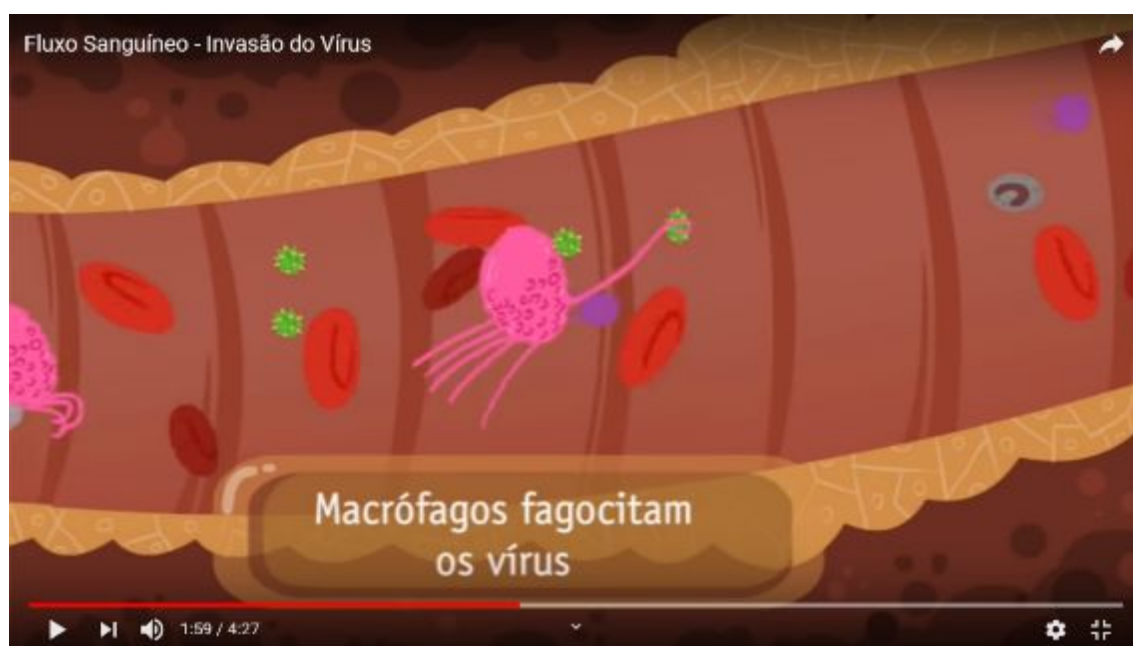 Fluxo Sanguíneo - Invasão do Vírus
Macrófagos fagocitam
os vírus
1:59 / 4:27